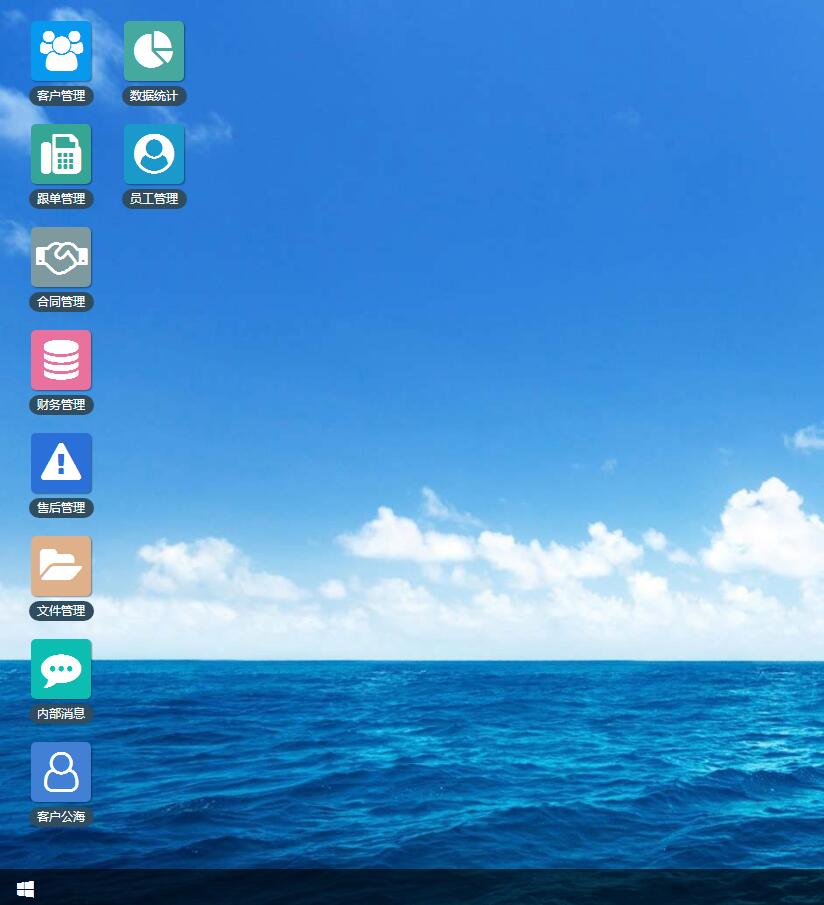 客户管理
数据统计
跟单管理
员工管理
合同管理
财务管理
售后管理
文件管理
内部消息
客户公海